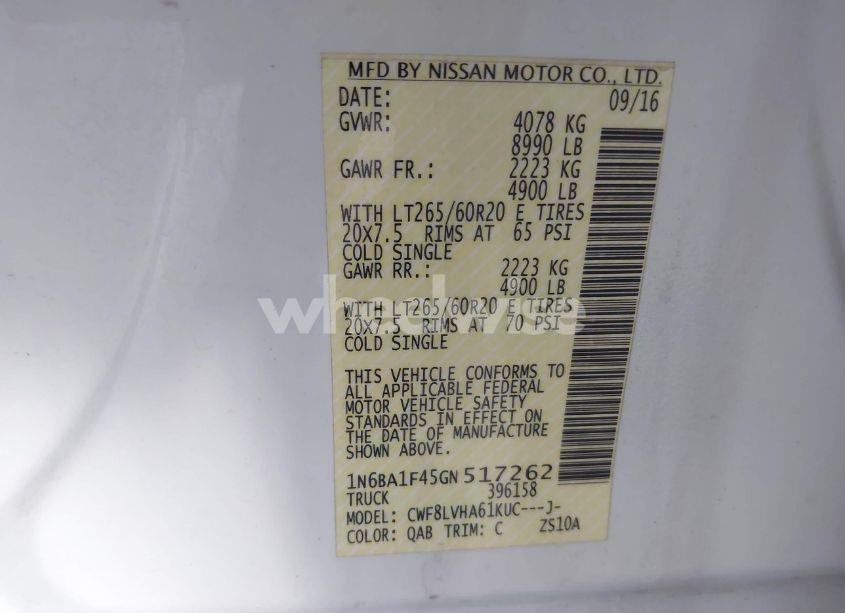 MFD BY NISSAN MOTOR CO., LTD.
DATE: 09/16
GVWR: 4078 KG
8990 LB
GAWR FR.: 2223 KG
4900 LB
WITH LT265/60R20 E TIRES
20X7.5 RIMS AT 65 PSI
COLD SINGLE
GAWR RR.: 2223 KG
4900 LB
WITH LT265/60R20 E TIRES
20X7.5 RIMS AT 70 PSI
COLD SINGLE
THIS VEHICLE CONFORMS TO
ALL APPLICABLE FEDERAL
MOTOR VEHICLE SAFETY
STANDARDS IN EFFECT ON
THE DATE OF MANUFACTURE
SHOWN ABOVE.
1N6BA1F45GN517262
TRUCK 396158
MODEL: CWF8LVHA61KUC---J-
COLOR: QAB TRIM: C ZS10A